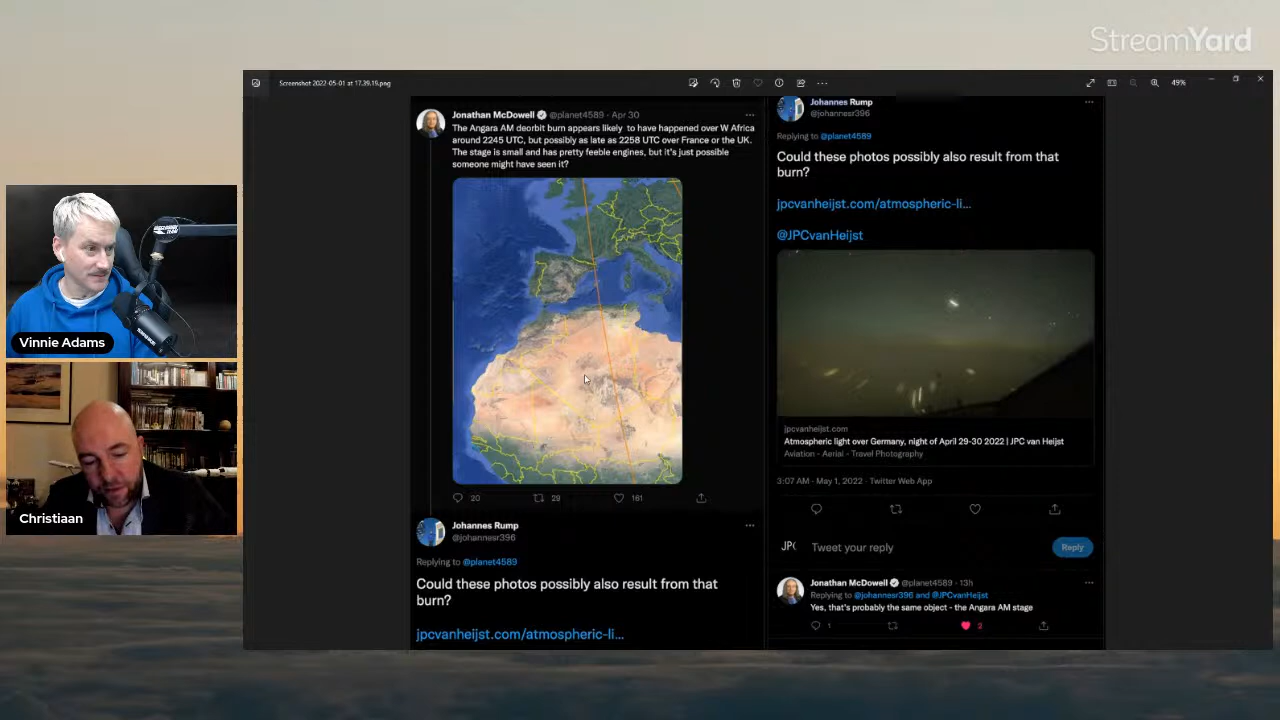 StreamYard
Screenshot 2022-05-01 at 17.39.19.png
49%
Jonathan McDowell @planet4589 · Apr 30
The Angara AM deorbit burn appears likely to have happened over W Africa
around 2245 UTC, but possibly as late as 2258 UTC over France or the UK.
The stage is small and has pretty feeble engines, but it's just possible
someone might have seen it?
20 29 161
Johannes Rump
@johannesr396
Replying to @planet4589
Could these photos possibly also result from that
burn?
jpcvanheijst.com/atmospheric-li...
Johannes Rump
@johannesr396
Replying to @planet4589
Could these photos possibly also result from that
burn?
jpcvanheijst.com/atmospheric-li...
@JPCvanHeijst
jpcvanheijst.com
Atmospheric light over Germany, night of April 29-30 2022 | JPC van Heijst
Aviation - Aerial - Travel Photography
3:07 AM · May 1, 2022 · Twitter Web App
JPC Tweet your reply
Reply
Jonathan McDowell @planet4589 · 13h
Replying to @johannesr396 and @JPCvanHeijst
Yes, that's probably the same object - the Angara AM stage
1 2
Vinnie Adams
Christiaan